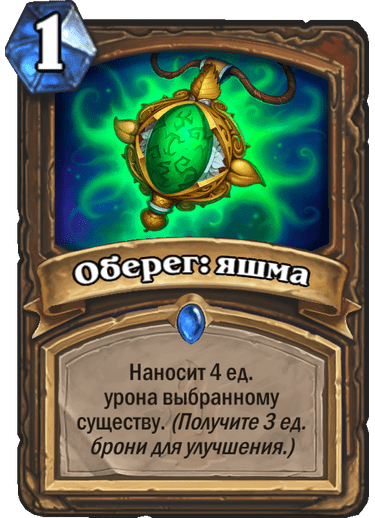 1
Оберег: яшма
Наносит 4 ед.
урона выбранному
существу. (Получите 3 ед.
брони для улучшения.)